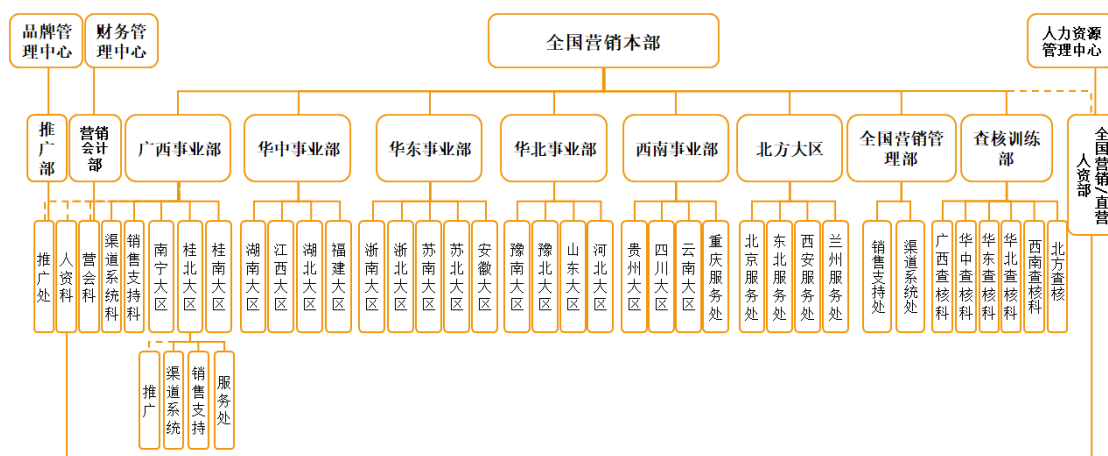 品牌管
理中心
财务管
理中心
全国营销本部
人力资源
管理中心
推广部
营销
会计
部
广西事业部
华中事业部
华东事业部
华北事业部
西南事业部
北方大区
全国营销管
理部
查核训练
部
全国营销/直营
人资部
推广处
人资科
营会科
渠道系统科
销售支持科
南宁大区
桂北大区
桂南大区
湖南大区
江西大区
湖北大区
福建大区
浙南大区
浙北大区
苏南大区
苏北大区
安徽大区
豫南大区
豫北大区
山东大区
河北大区
贵州大区
四川大区
云南大区
重庆服务处
北京服务处
东北服务处
西安服务处
兰州服务处
销售支持处
渠道系统处
广西查核科
华中查核科
华东查核科
华北查核科
西南查核科
北方查核
推广
渠道系统
销售支持
服务处